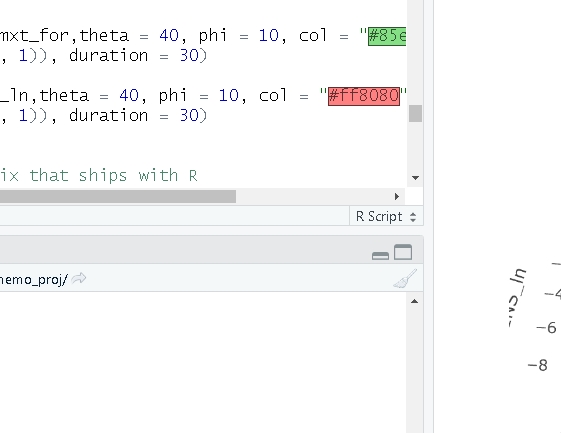 mxt_for,theta = 40, phi = 10, col = "#85e
, 1)), duration = 30)
_ln,theta = 40, phi = 10, col = "#ff8080"
, 1)), duration = 30)
ix that ships with R
R Script
nemo_proj/
_ln
-4
-6
-8